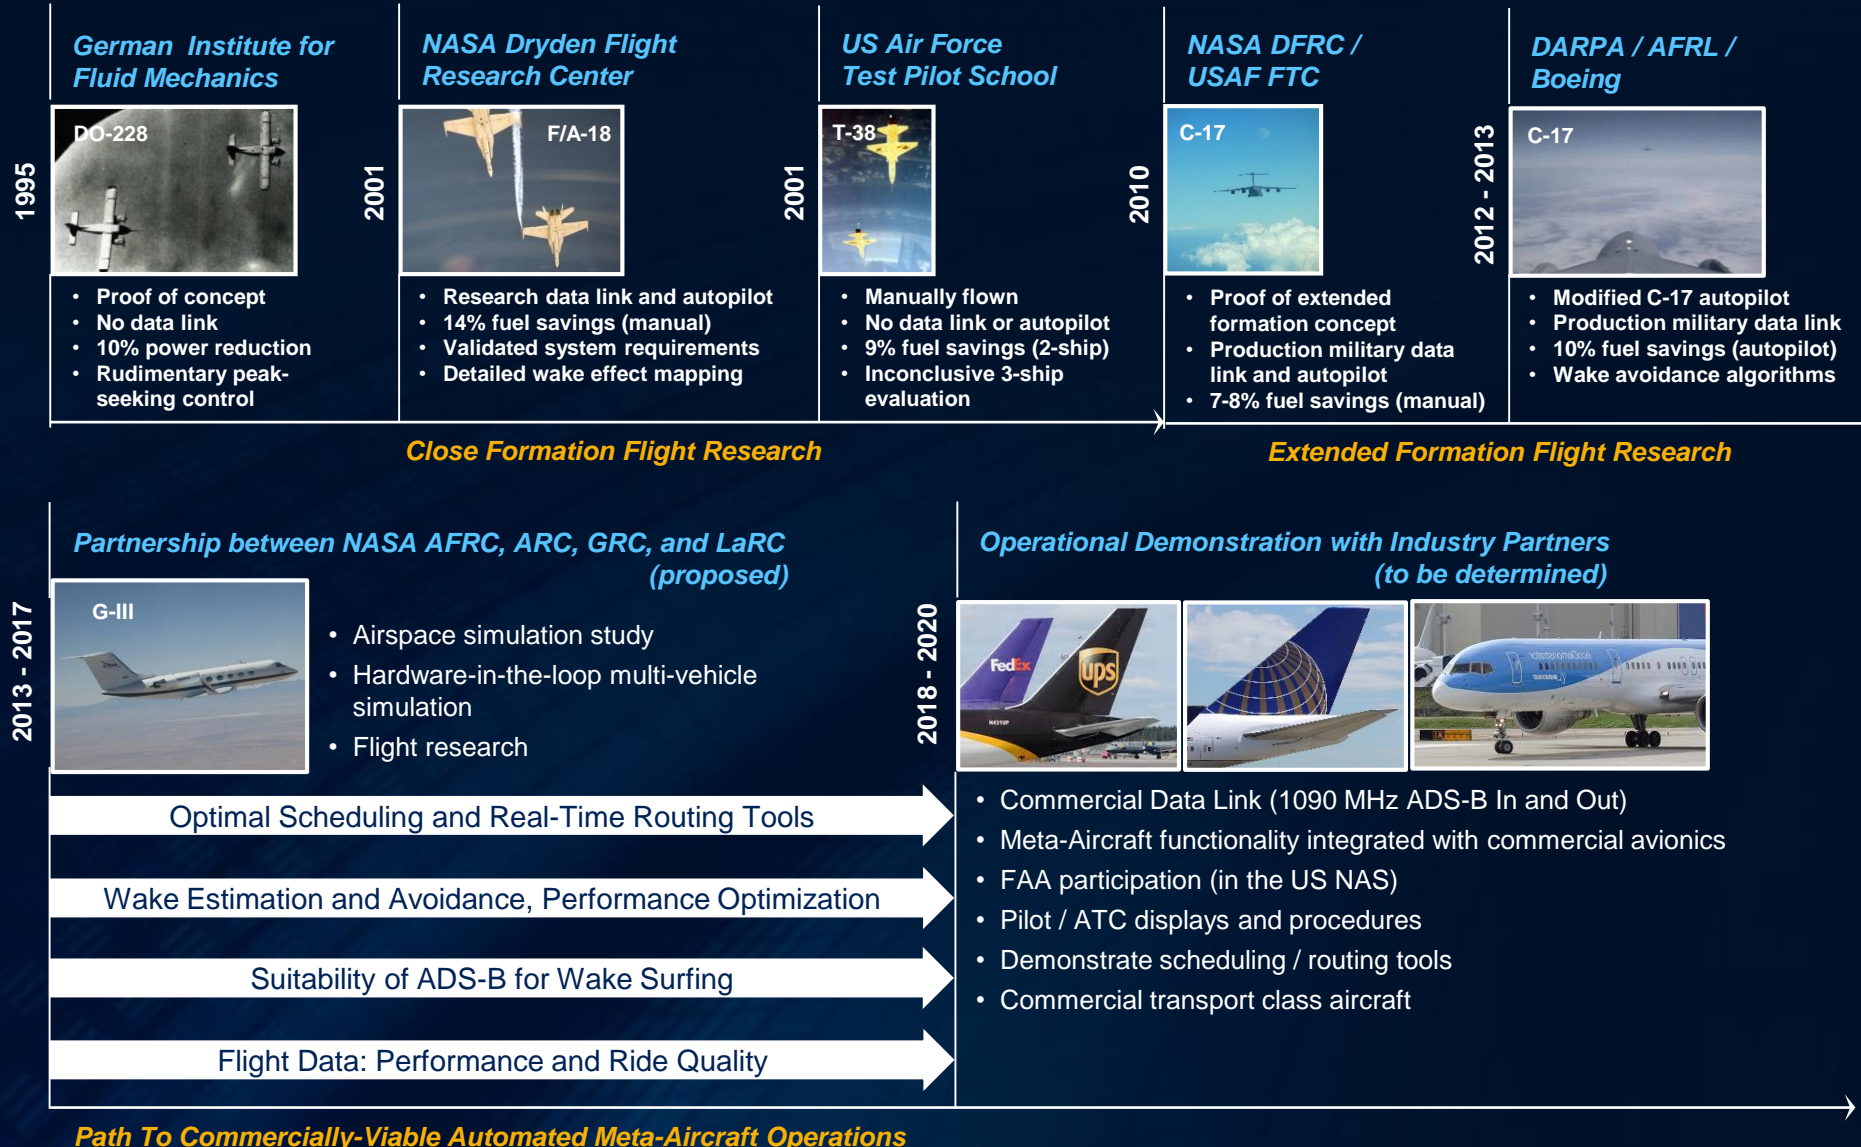 German Institute for
Fluid Mechanics
1995
DO-228
• Proof of concept
• No data link
• 10% power reduction
• Rudimentary peak-
seeking control
NASA Dryden Flight
Research Center
2001
F/A-18
• Research data link and autopilot
• 14% fuel savings (manual)
• Validated system requirements
• Detailed wake effect mapping
US Air Force
Test Pilot School
2001
T-38
• Manually flown
• No data link or autopilot
• 9% fuel savings (2-ship)
• Inconclusive 3-ship
evaluation
NASA DFRC /
USAF FTC
2010
C-17
• Proof of extended
formation concept
• Production military data
link and autopilot
• 7-8% fuel savings (manual)
DARPA / AFRL /
Boeing
2012 - 2013
C-17
• Modified C-17 autopilot
• Production military data link
• 10% fuel savings (autopilot)
• Wake avoidance algorithms
Close Formation Flight Research
Extended Formation Flight Research
Partnership between NASA AFRC, ARC, GRC, and LaRC
(proposed)
2013 - 2017
G-III
• Airspace simulation study
• Hardware-in-the-loop multi-vehicle
simulation
• Flight research
Optimal Scheduling and Real-Time Routing Tools
Wake Estimation and Avoidance, Performance Optimization
Suitability of ADS-B for Wake Surfing
Flight Data: Performance and Ride Quality
Operational Demonstration with Industry Partners
(to be determined)
2018 - 2020
FedEx
ups
N431UP
• Commercial Data Link (1090 MHz ADS-B In and Out)
• Meta-Aircraft functionality integrated with commercial avionics
• FAA participation (in the US NAS)
• Pilot / ATC displays and procedures
• Demonstrate scheduling / routing tools
• Commercial transport class aircraft
Path To Commercially-Viable Automated Meta-Aircraft Operations